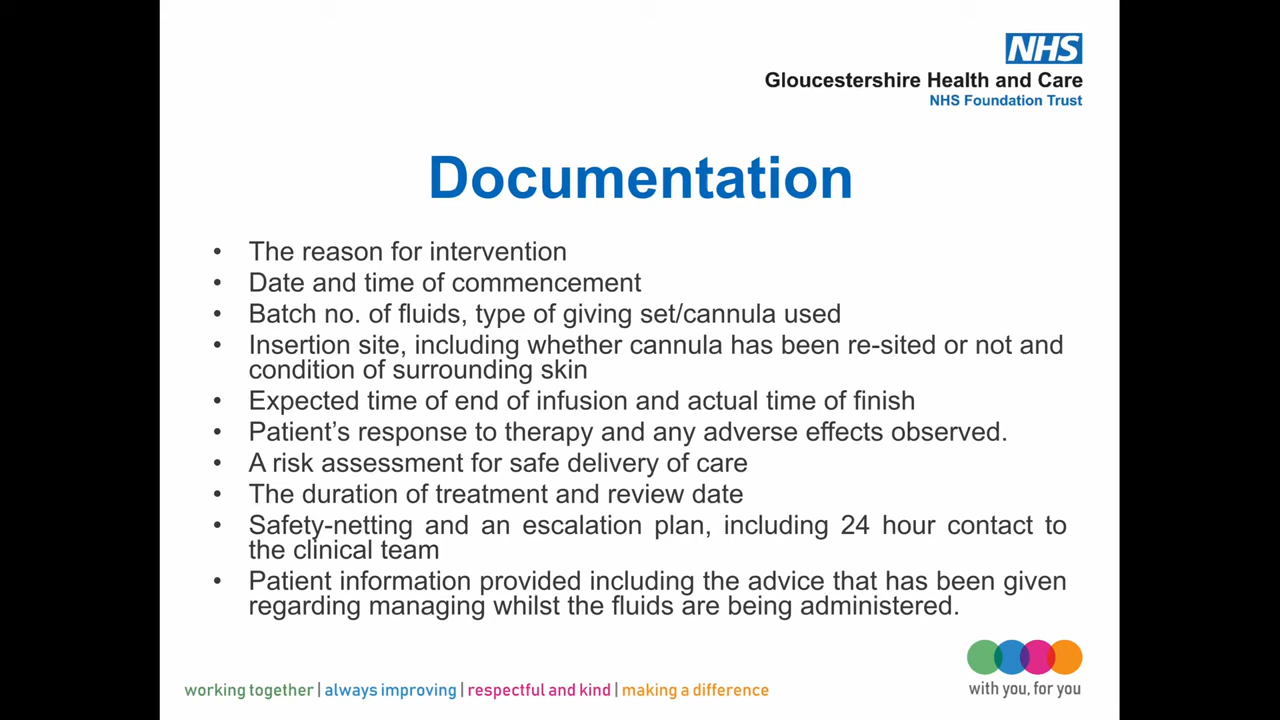 NHS
Gloucestershire Health and Care
NHS Foundation Trust
Documentation
• The reason for intervention
• Date and time of commencement
• Batch no. of fluids, type of giving set/cannula used
• Insertion site, including whether cannula has been re-sited or not and
condition of surrounding skin
• Expected time of end of infusion and actual time of finish
• Patient’s response to therapy and any adverse effects observed.
• A risk assessment for safe delivery of care
• The duration of treatment and review date
• Safety-netting and an escalation plan, including 24 hour contact to
the clinical team
• Patient information provided including the advice that has been given
regarding managing whilst the fluids are being administered.
working together | always improving | respectful and kind | making a difference
with you, for you